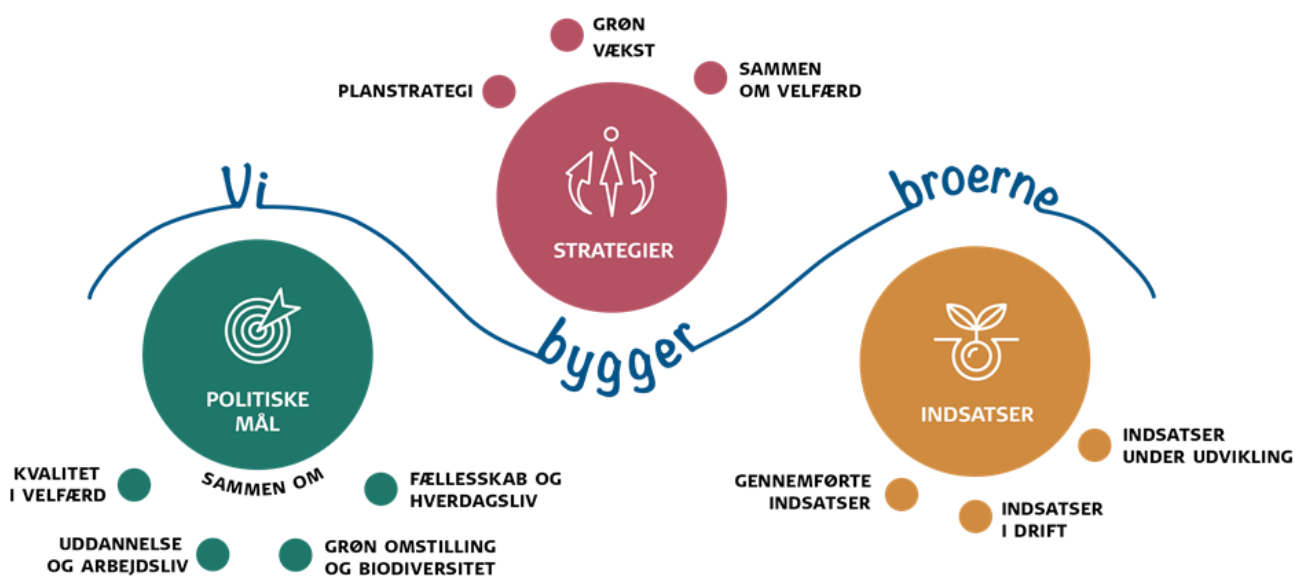 GRØN
VÆKST
PLANSTRATEGI
SAMMEN
OM VELFÆRD
STRATEGIER
Vi
bygger
broerne
POLITISKE
MÅL
SAMMEN OM
KVALITET
I VELFÆRD
UDDANNELSE
OG ARBEJDSLIV
GRØN OMSTILLING
OG BIODIVERSITET
FÆLLESSKAB OG
HVERDAGSLIV
INDSATSER
GENNEMFØRTE
INDSATSER
INDSATSER
I DRIFT
INDSATSER
UNDER UDVIKLING